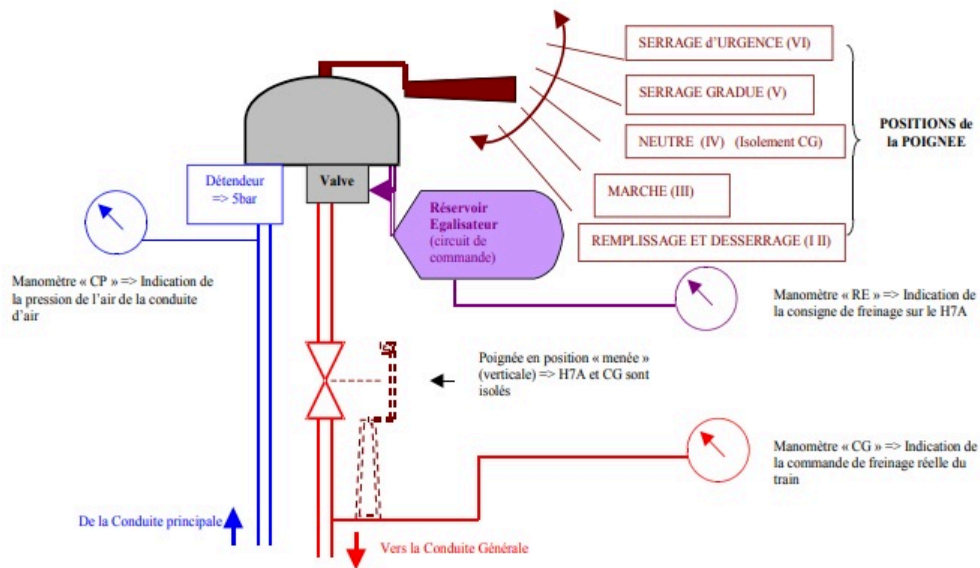 SERRAGE d'URGENCE (VI)
SERRAGE GRADUE (V)
NEUTRE (IV) (Isolement CG)
MARCHE (III)
REMPLISSAGE ET DESSERRAGE (I II)
POSITIONS de
la POIGNEE
Détendeur
=> 5bar
Valve
Réservoir
Egalisateur
(circuit de
commande)
Manomètre « CP » => Indication de
la pression de l'air de la conduite
d'air
Manomètre « RE » => Indication de
la consigne de freinage sur le H7A
Poignée en position « menée »
(verticale) => H7A et CG sont
isolés
Manomètre « CG » => Indication de
la commande de freinage réelle du
train
De la Conduite principale
Vers la Conduite Générale